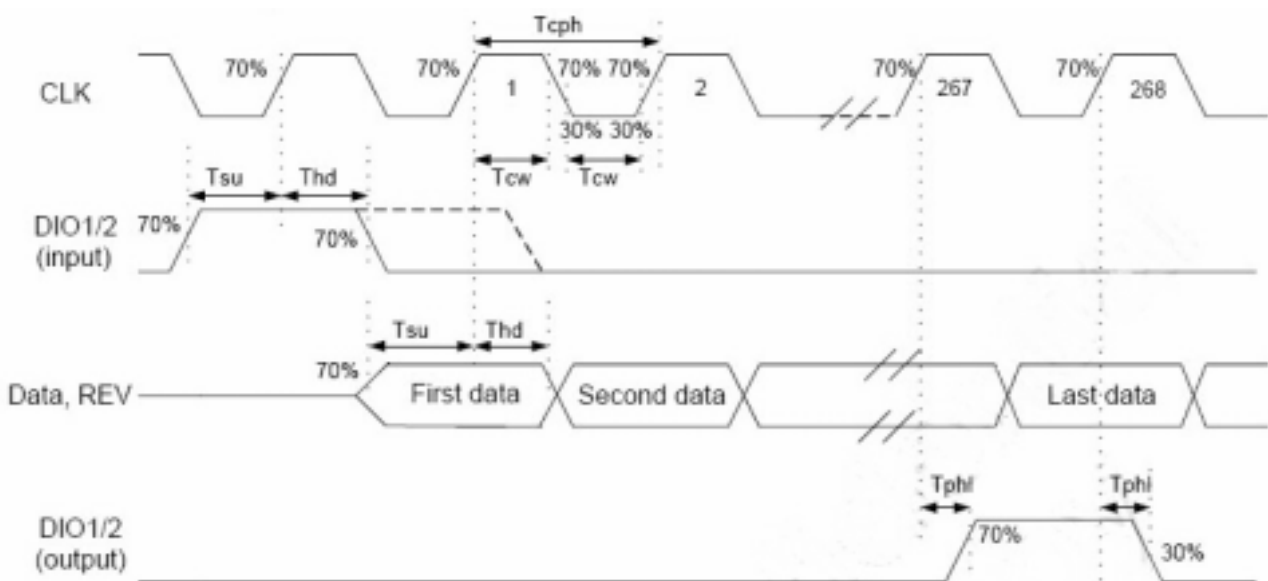 Tcph
70%
70%
70% 70%
70%
70%
CLK
1
2
267
268
30% 30%
Tsu
Thd
Tcw
Tcw
DIO1/2
(input)
70%
70%
Tsu
Thd
70%
Data, REV
First data
Second data
Last data
Tphl
Tphl
DIO1/2
(output)
70%
30%